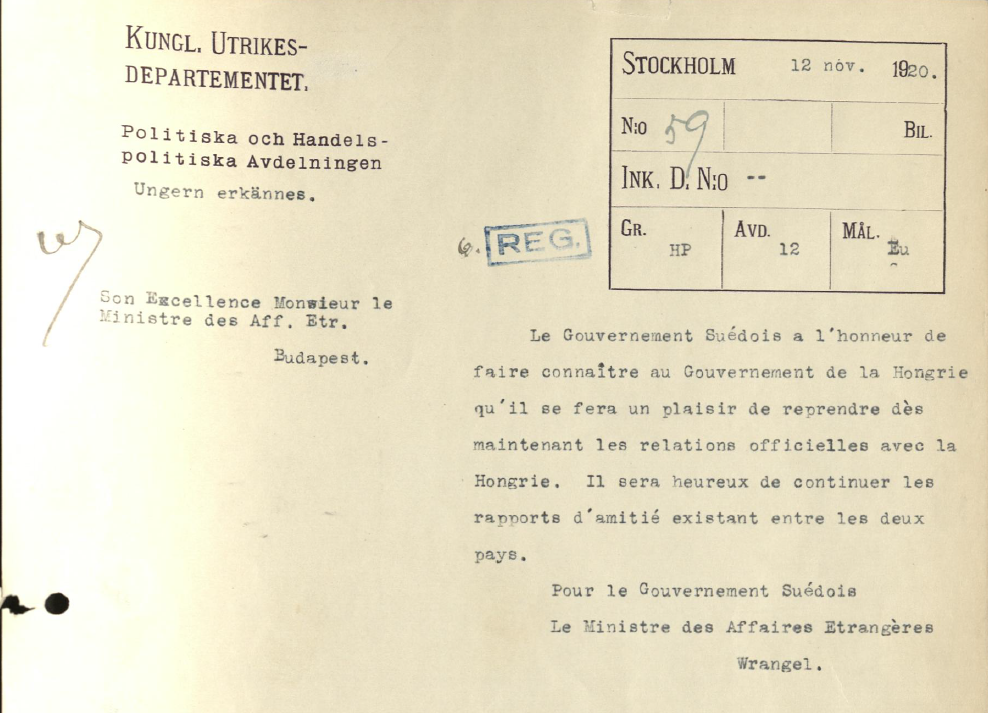 KUNGL. UTRIKES-
DEPARTEMENTET.
Politiska och Handels-
politiska Avdelningen
Ungern erkännes.
STOCKHOLM 12 nóv. 1920.
N:o 59 BIL.
INK. D. N:o --
GR. HP AVD. 12 MÅL. Eu
REG.
Son Excellence Monsieur le
Ministre des Aff. Etr.
Budapest.
Le Gouvernement Suédois a l'honneur de
faire connaître au Gouvernement de la Hongrie
qu'il se fera un plaisir de reprendre dès
maintenant les relations officielles avec la
Hongrie. Il sera heureux de continuer les
rapports d'amitié existant entre les deux
pays.
Pour le Gouvernement Suédois
Le Ministre des Affaires Etrangères
Wrangel.